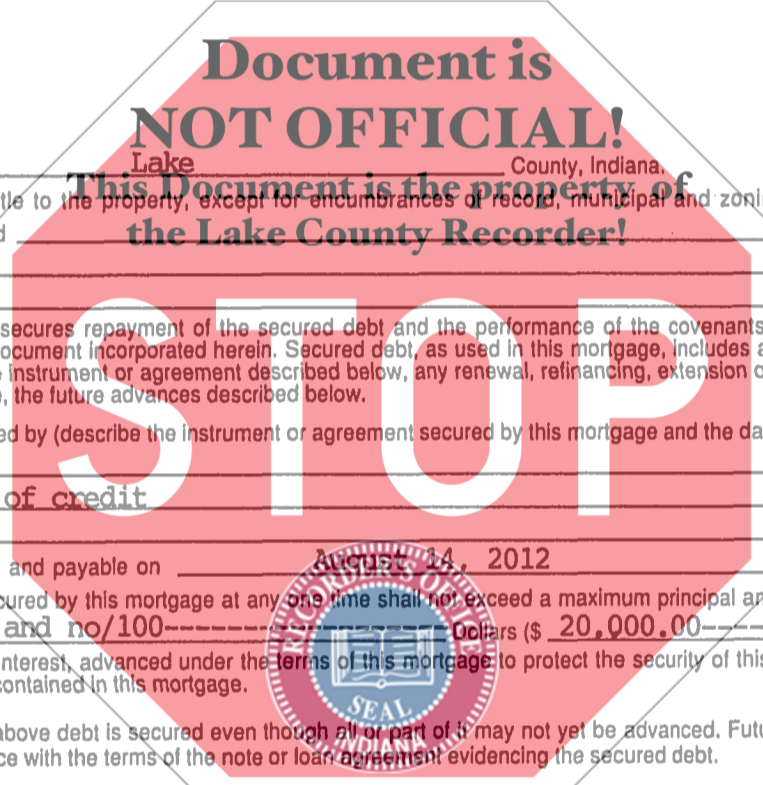 Document is
NOT OFFICIAL!
Lake County, Indiana.
This Document is the property of
tle to the property, except for encumbrances of record, municipal and zoni
the Lake County Recorder!
secures repayment of the secured debt and the performance of the covenants
ocument incorporated herein. Secured debt, as used in this mortgage, includes a
instrument or agreement described below, any renewal, refinancing, extension o
, the future advances described below.
ed by (describe the instrument or agreement secured by this mortgage and the da
STOP
of credit
and payable on August 14, 2012
cured by this mortgage at any one time shall not exceed a maximum principal am
and no/100-------------------------- Dollars ($ 20,000.00----
nterest, advanced under the terms of this mortgage to protect the security of this
contained in this mortgage.
above debt is secured even though all or part of it may not yet be advanced. Futu
ce with the terms of the note or loan agreement evidencing the secured debt.
RECORDER'S OFFICE
SEAL
INDIANA